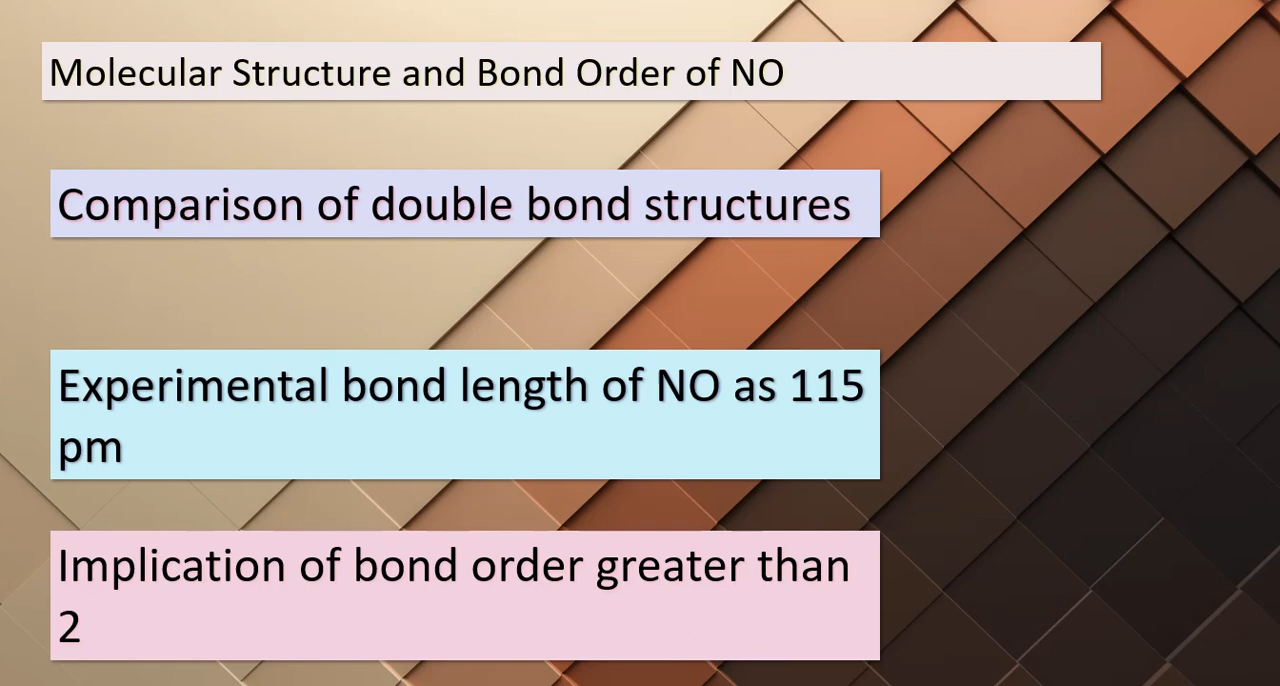 Molecular Structure and Bond Order of NO
Comparison of double bond structures
Experimental bond length of NO as 115
pm
Implication of bond order greater than
2